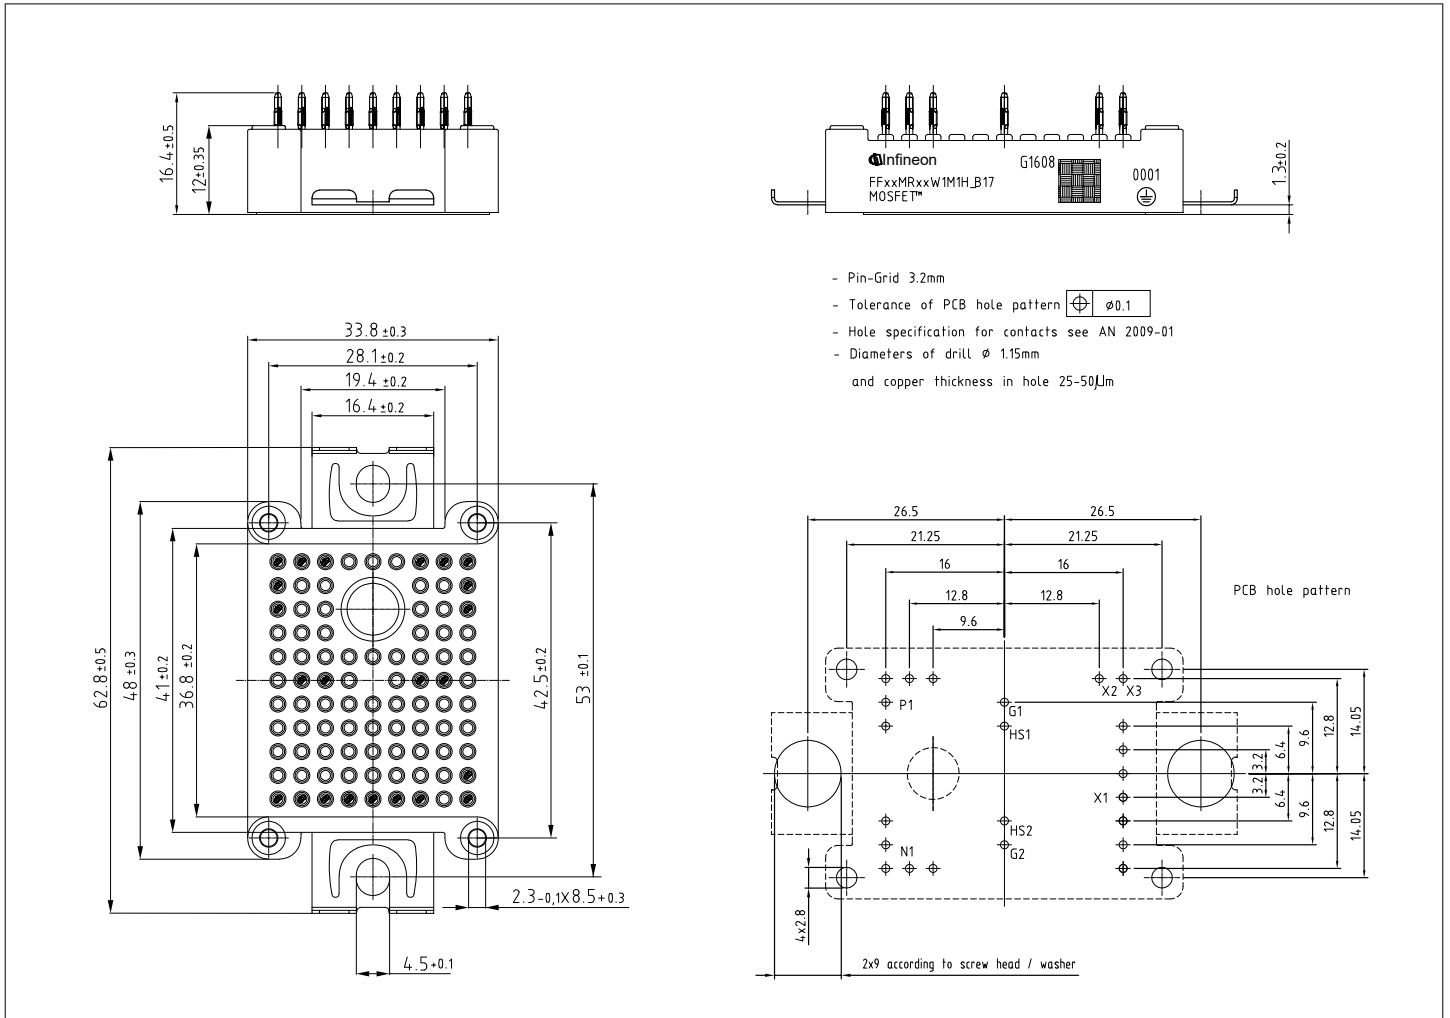 16.4±0.5
12±0.35
Infineon
FFxxMRxxW1M1H_B17
MOSFET™
G1608
0001
1.3±0.2
- Pin-Grid 3.2mm
- Tolerance of PCB hole pattern ⌖ ⌀0.1
- Hole specification for contacts see AN 2009-01
- Diameters of drill ⌀ 1.15mm
and copper thickness in hole 25-50µm
33.8±0.3
28.1±0.2
19.4 ±0.2
16.4±0.2
62.8±0.5
48 ±0.3
41±0.2
36.8 ±0.2
42.5±0.2
53 ±0.1
2.3-0,1X8.5+0.3
4.5+0.1
26.5
26.5
21.25
21.25
16
16
12.8
12.8
9.6
PCB hole pattern
X2
X3
P1
G1
HS1
X1
HS2
N1
G2
3.2
6.4
9.6
12.8
14.05
3.2
6.4
9.6
12.8
14.05
4x2.8
2x9 according to screw head / washer